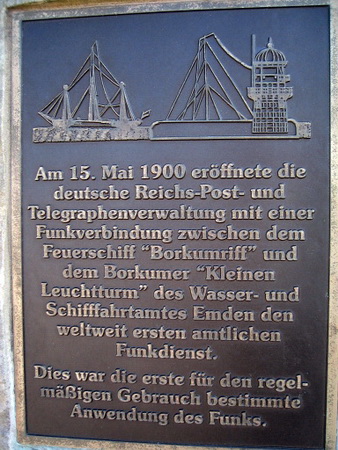 Am 15. Mai 1900 eröffnete die
deutsche Reichs-Post- und
Telegraphenverwaltung mit einer
Funkverbindung zwischen dem
Feuerschiff "Borkumriff" und
dem Borkumer "Kleinen
Leuchtturm" des Wasser- und
Schifffahrtamtes Emden den
weltweit ersten amtlichen
Funkdienst.
Dies war die erste für den regel-
mäßigen Gebrauch bestimmte
Anwendung des Funks.